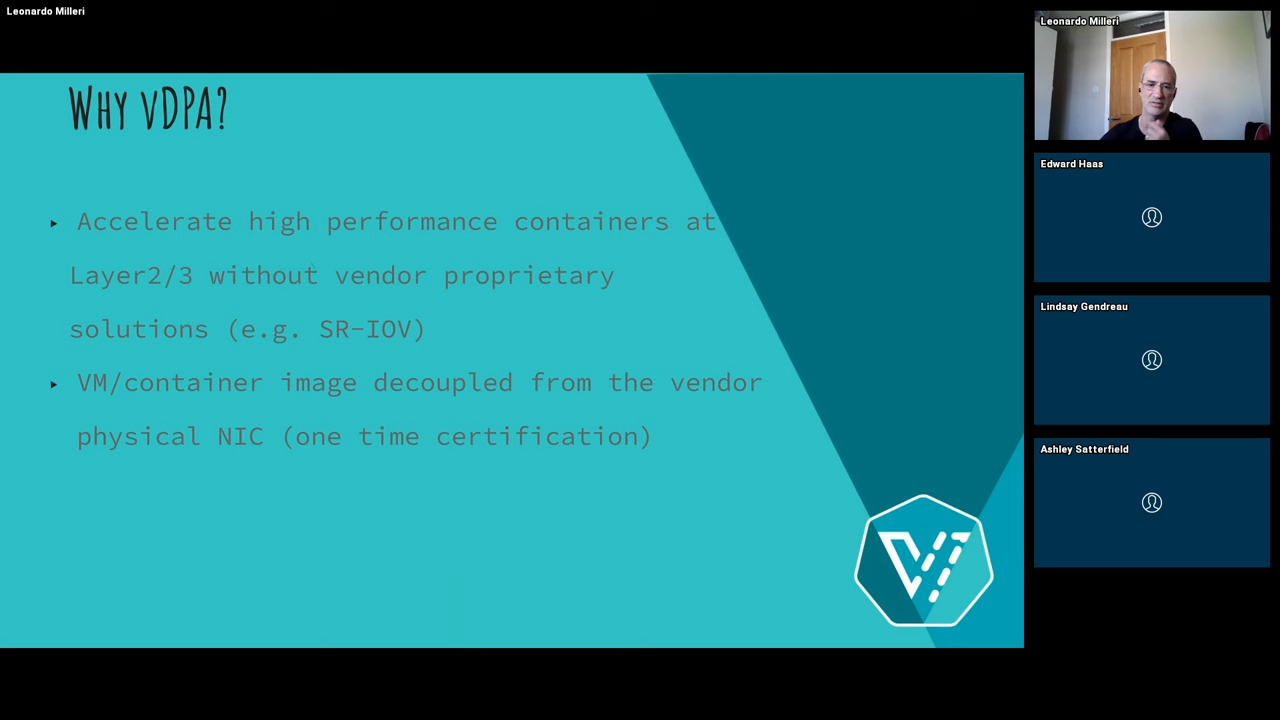 Leonardo Milleri
WHY VDPA?
▸ Accelerate high performance containers at
Layer2/3 without vendor proprietary
solutions (e.g. SR-IOV)
▸ VM/container image decoupled from the vendor
physical NIC (one time certification)
Leonardo Milleri
Edward Haas
Lindsay Gendreau
Ashley Satterfield